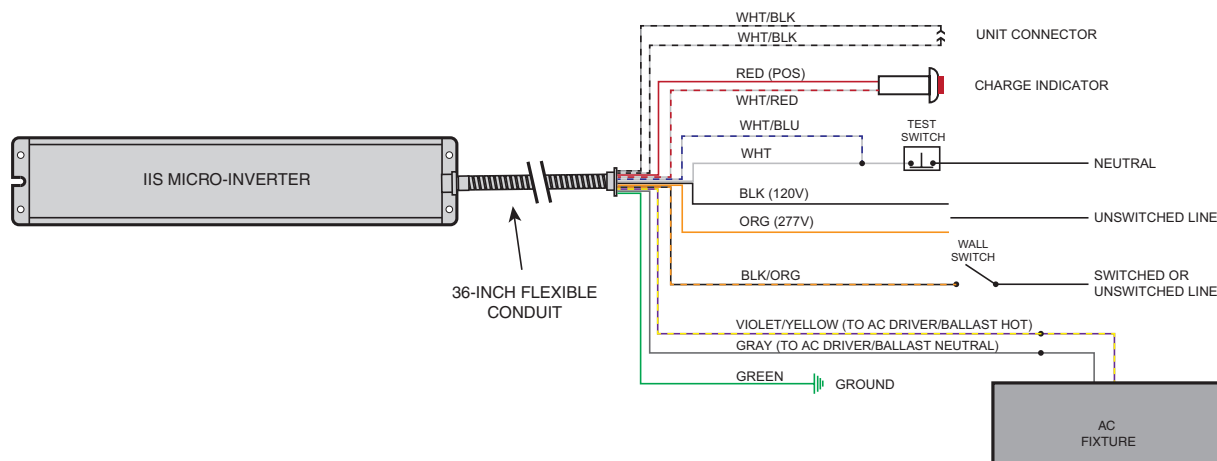 WHT/BLK
WHT/BLK
UNIT CONNECTOR
RED (POS)
CHARGE INDICATOR
WHT/RED
WHT/BLU
TEST
SWITCH
WHT
NEUTRAL
IIS MICRO-INVERTER
BLK (120V)
UNSWITCHED LINE
ORG (277V)
WALL
SWITCH
BLK/ORG
SWITCHED OR
UNSWITCHED LINE
36-INCH FLEXIBLE
CONDUIT
VIOLET/YELLOW (TO AC DRIVER/BALLAST HOT)
GRAY (TO AC DRIVER/BALLAST NEUTRAL)
GREEN
GROUND
AC
FIXTURE